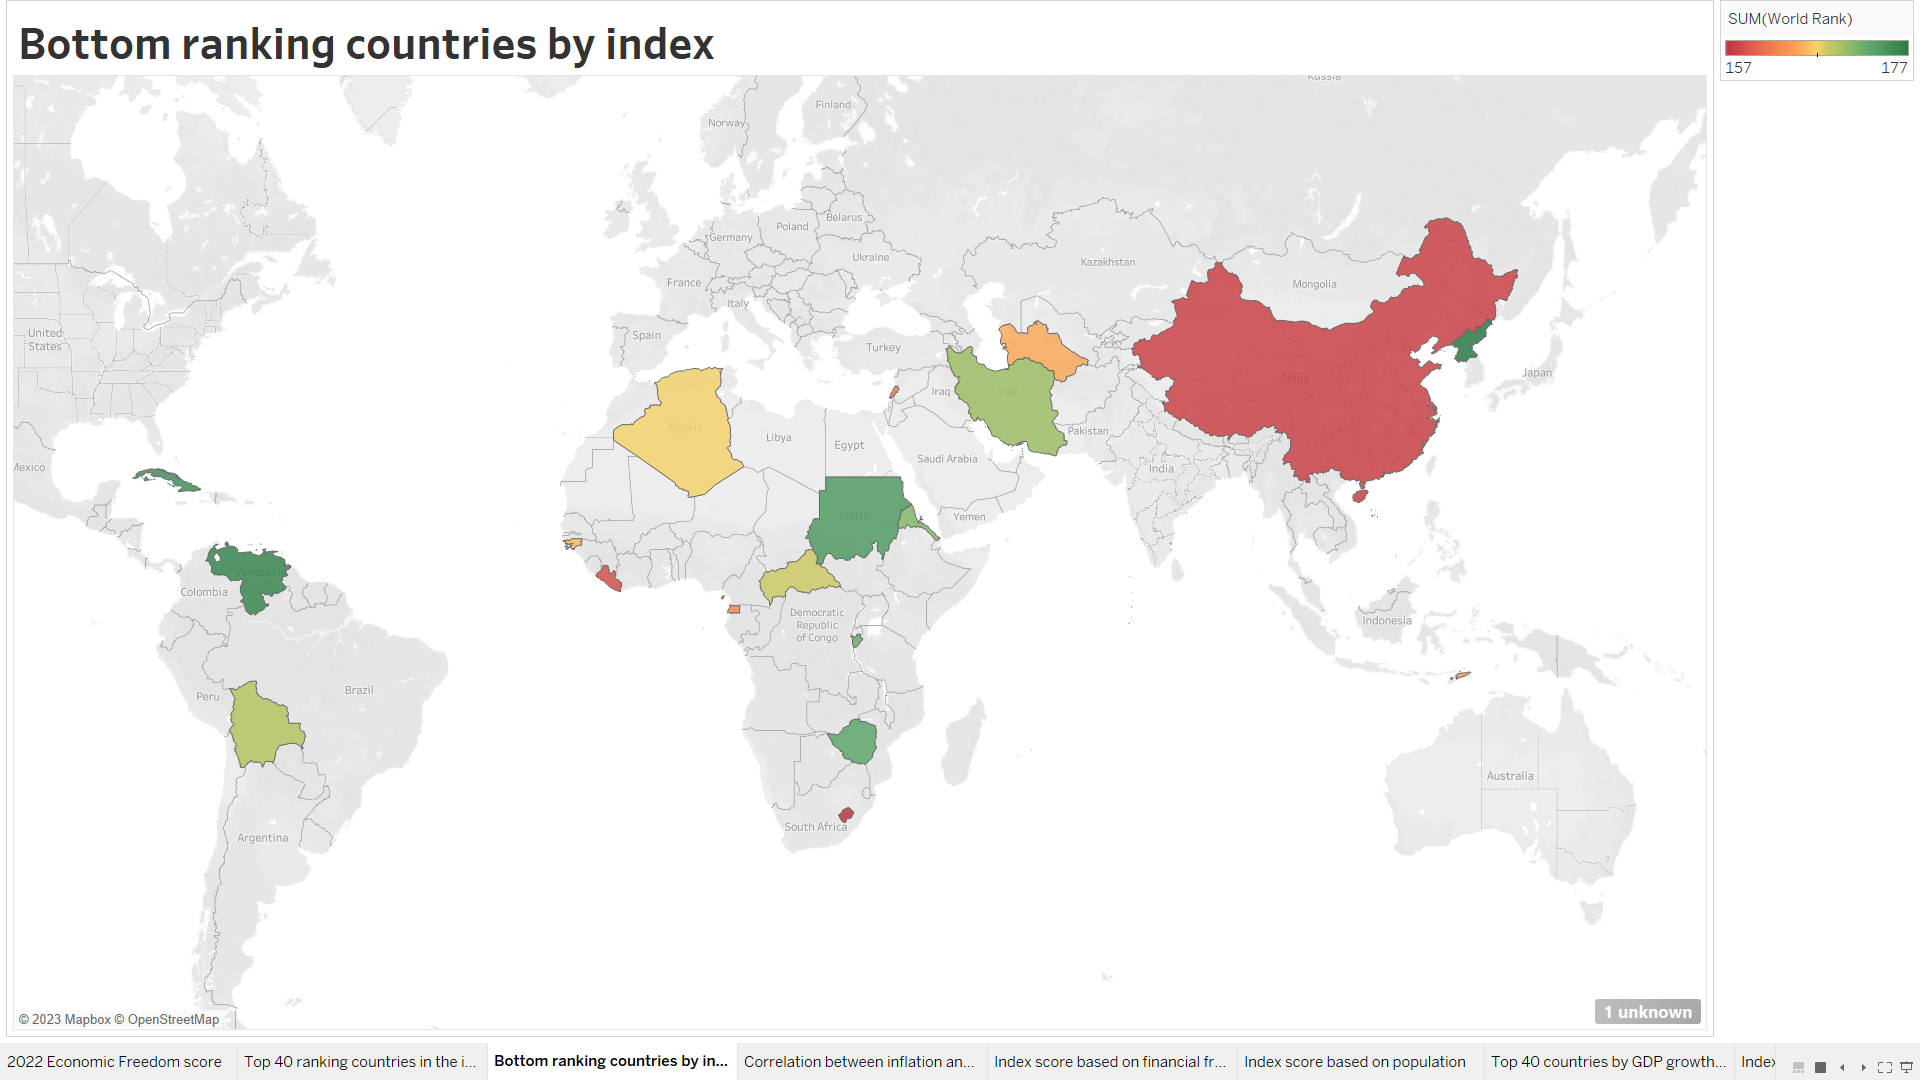 Bottom ranking countries by index
SUM(World Rank)
157
177
Russia
Finland
Norway
Belarus
Poland
Germany
Ukraine
Kazakhstan
France
Mongolia
Italy
United
States
Spain
Turkey
Japan
China
Iraq
Iran
Algeria
Pakistan
Libya
Egypt
Saudi Arabia
Mexico
India
Sudan
Yemen
Venezuela
Colombia
Democratic
Republic
of Congo
Indonesia
Peru
Brazil
Australia
South Africa
Argentina
© 2023 Mapbox © OpenStreetMap
1 unknown
2022 Economic Freedom score
Top 40 ranking countries in the i...
Bottom ranking countries by in...
Correlation between inflation an...
Index score based on financial fr...
Index score based on population
Top 40 countries by GDP growth...
Index